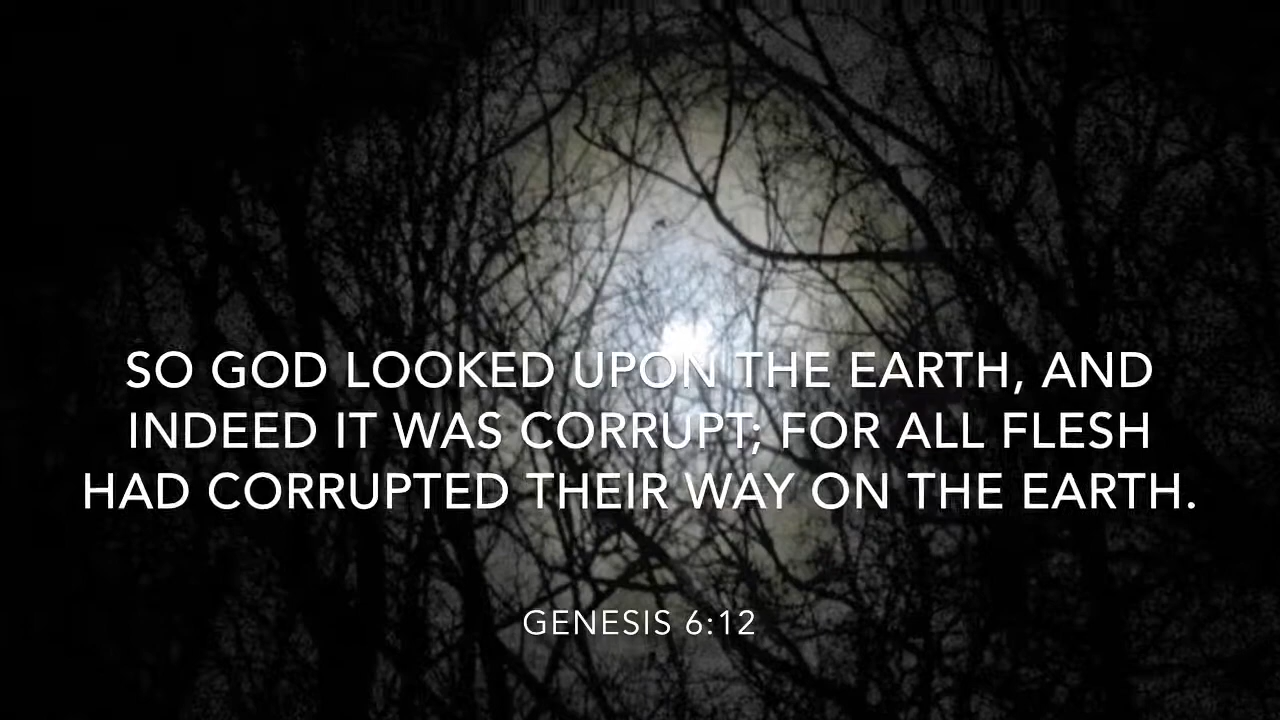 SO GOD LOOKED UPON THE EARTH, AND
INDEED IT WAS CORRUPT; FOR ALL FLESH
HAD CORRUPTED THEIR WAY ON THE EARTH.
GENESIS 6:12